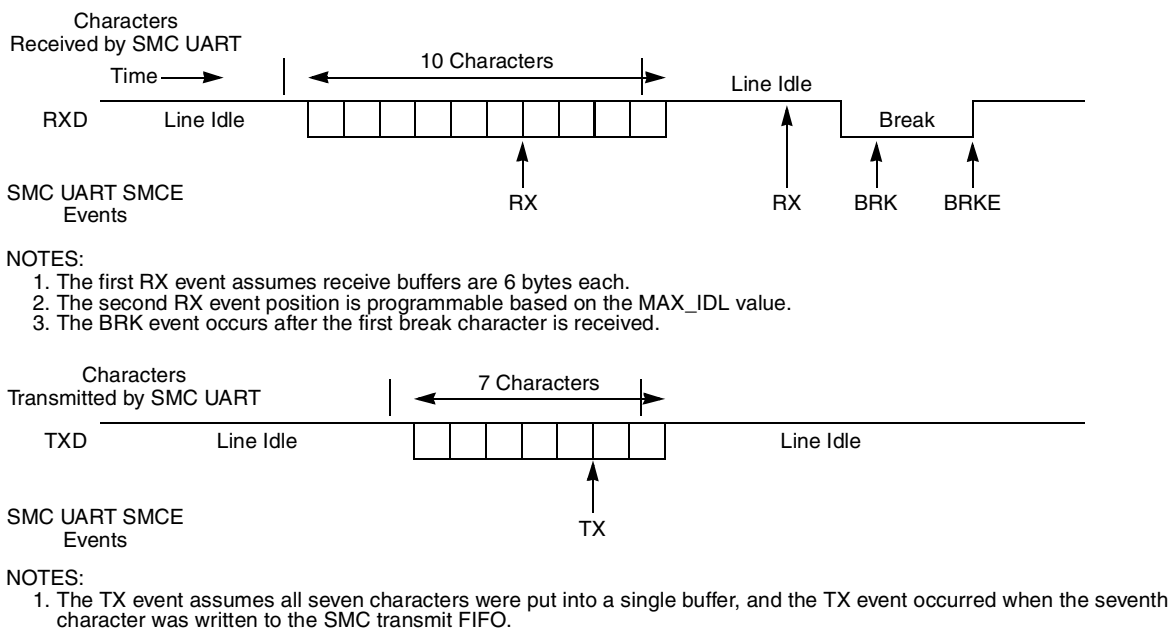 Characters
Received by SMC UART
Time
10 Characters
Line Idle
RXD
Line Idle
Break
SMC UART SMCE
Events
RX
RX
BRK
BRKE
NOTES:
1. The first RX event assumes receive buffers are 6 bytes each.
2. The second RX event position is programmable based on the MAX_IDL value.
3. The BRK event occurs after the first break character is received.
Characters
Transmitted by SMC UART
7 Characters
TXD
Line Idle
Line Idle
SMC UART SMCE
Events
TX
NOTES:
1. The TX event assumes all seven characters were put into a single buffer, and the TX event occurred when the seventh
character was written to the SMC transmit FIFO.